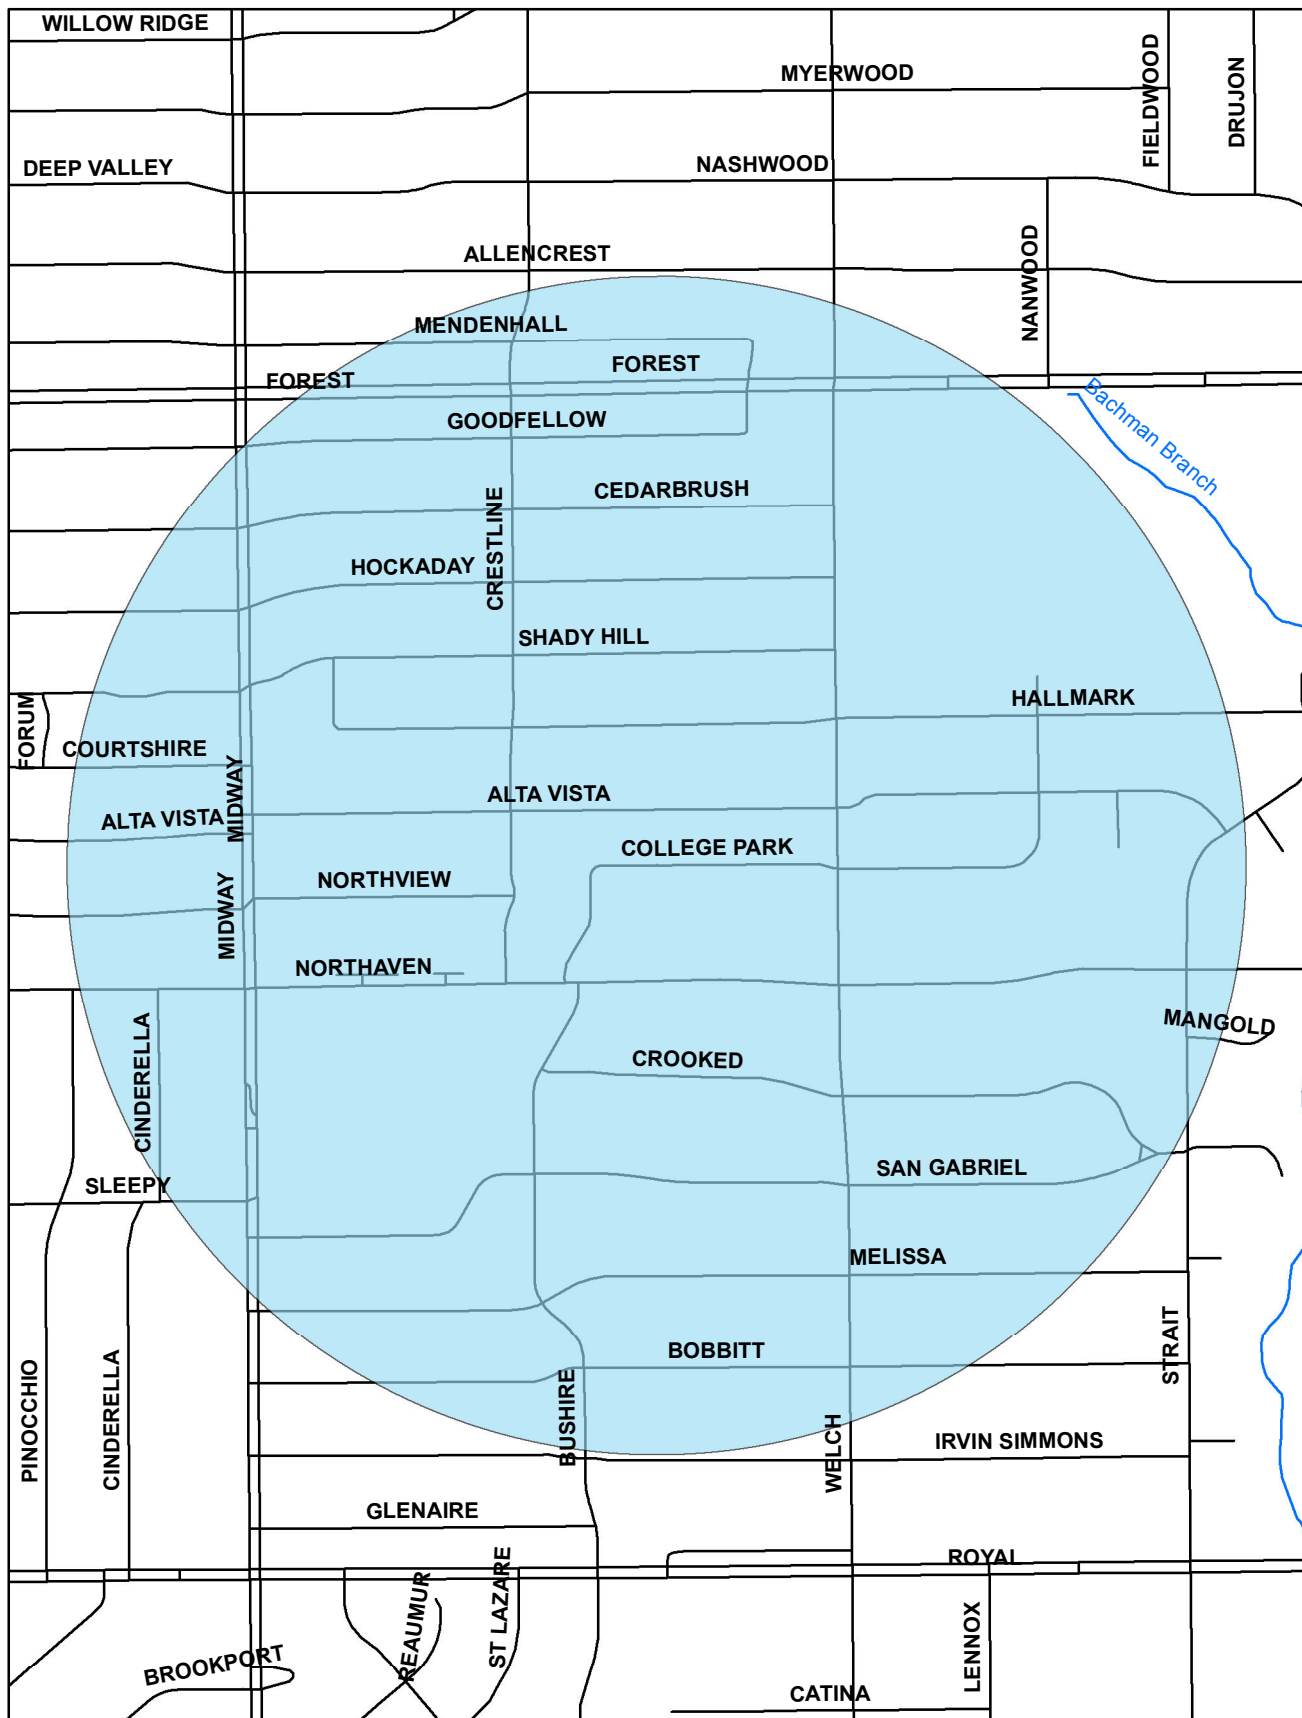 WILLOW RIDGE
MYERWOOD
FIELDWOOD
DRUJON
DEEP VALLEY
NASHWOOD
ALLENCREST
NANWOOD
MENDENHALL
FOREST
FOREST
Bachman Branch
GOODFELLOW
CEDARBRUSH
CRESTLINE
HOCKADAY
SHADY HILL
HALLMARK
FORUM
COURTSHIRE
MIDWAY
ALTA VISTA
ALTA VISTA
COLLEGE PARK
NORTHVIEW
MIDWAY
NORTHAVEN
MANGOLD
CINDERELLA
CROOKED
SAN GABRIEL
SLEEPY
MELISSA
STRAIT
BOBBITT
PINOCCHIO
CINDERELLA
BUSHIRE
WELCH
IRVIN SIMMONS
GLENAIRE
ROYAL
REAUMUR
ST LAZARE
LENNOX
BROOKPORT
CATINA